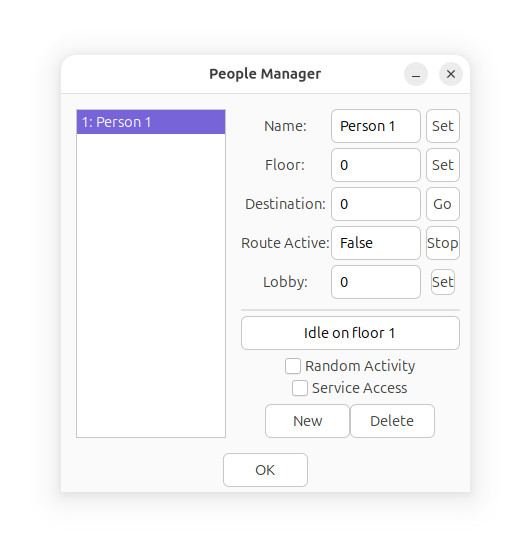 People Manager
1: Person 1
Name: Person 1 Set
Floor: 0 Set
Destination: 0 Go
Route Active: False Stop
Lobby: 0 Set
Idle on floor 1
Random Activity
Service Access
New Delete
OK